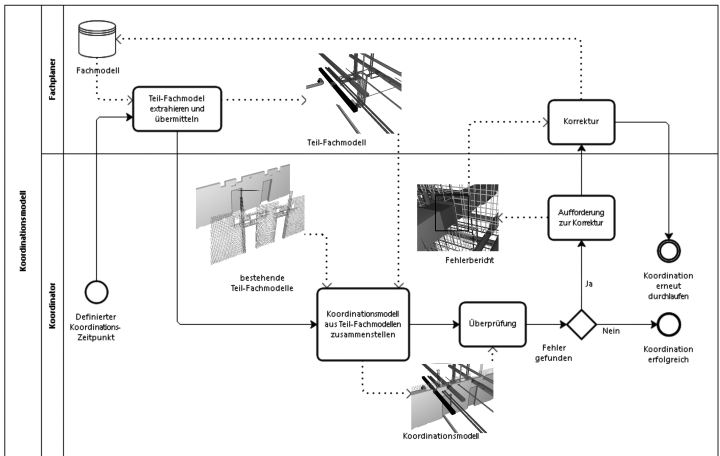 Koordinationsmodell
Fachplaner
Koordinator
Fachmodell
Teil-Fachmodel
extrahieren und
übermitteln
Teil-Fachmodell
Korrektur
bestehende
Teil-Fachmodelle
Fehlerbericht
Aufforderung
zur Korrektur
Koordination
erneut
durchlaufen
Definierter
Koordinations-
Zeitpunkt
Koordinationsmodell
aus Teil-Fachmodellen
zusammenstellen
Überprüfung
Fehler
gefunden
Ja
Nein
Koordination
erfolgreich
Koordinationsmodell